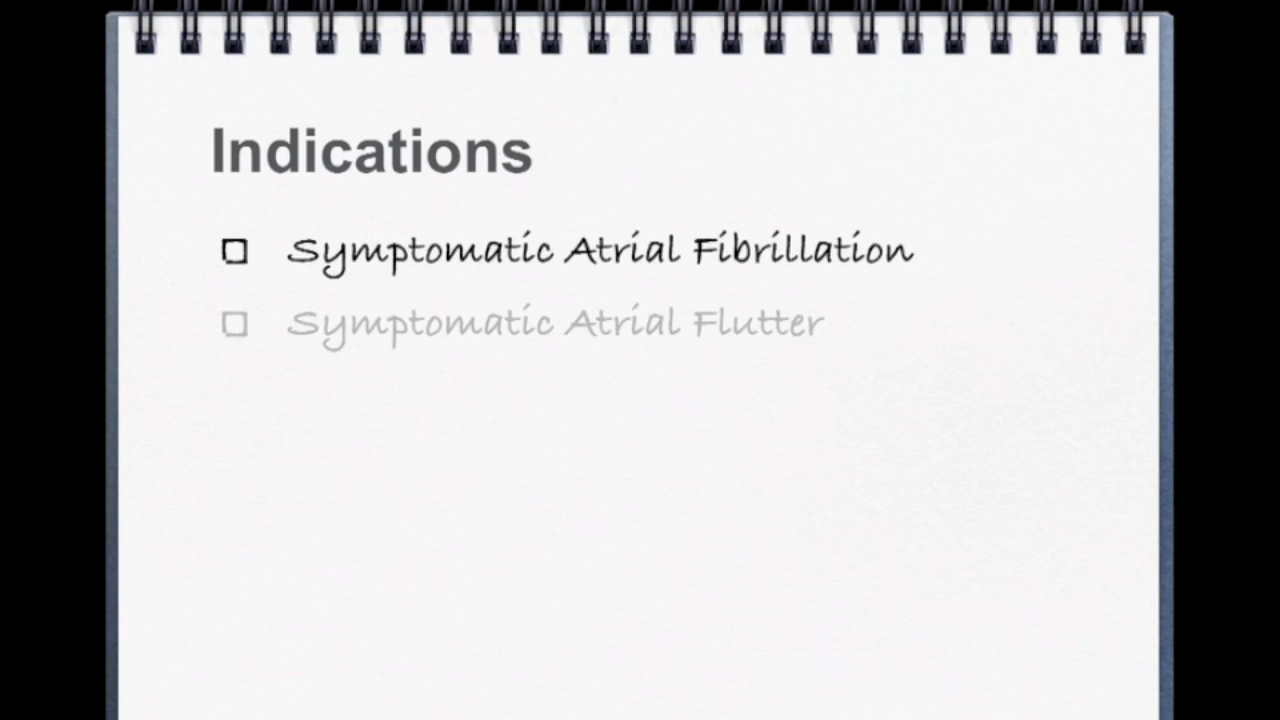 Indications
Symptomatic Atrial Fibrillation
Symptomatic Atrial Flutter